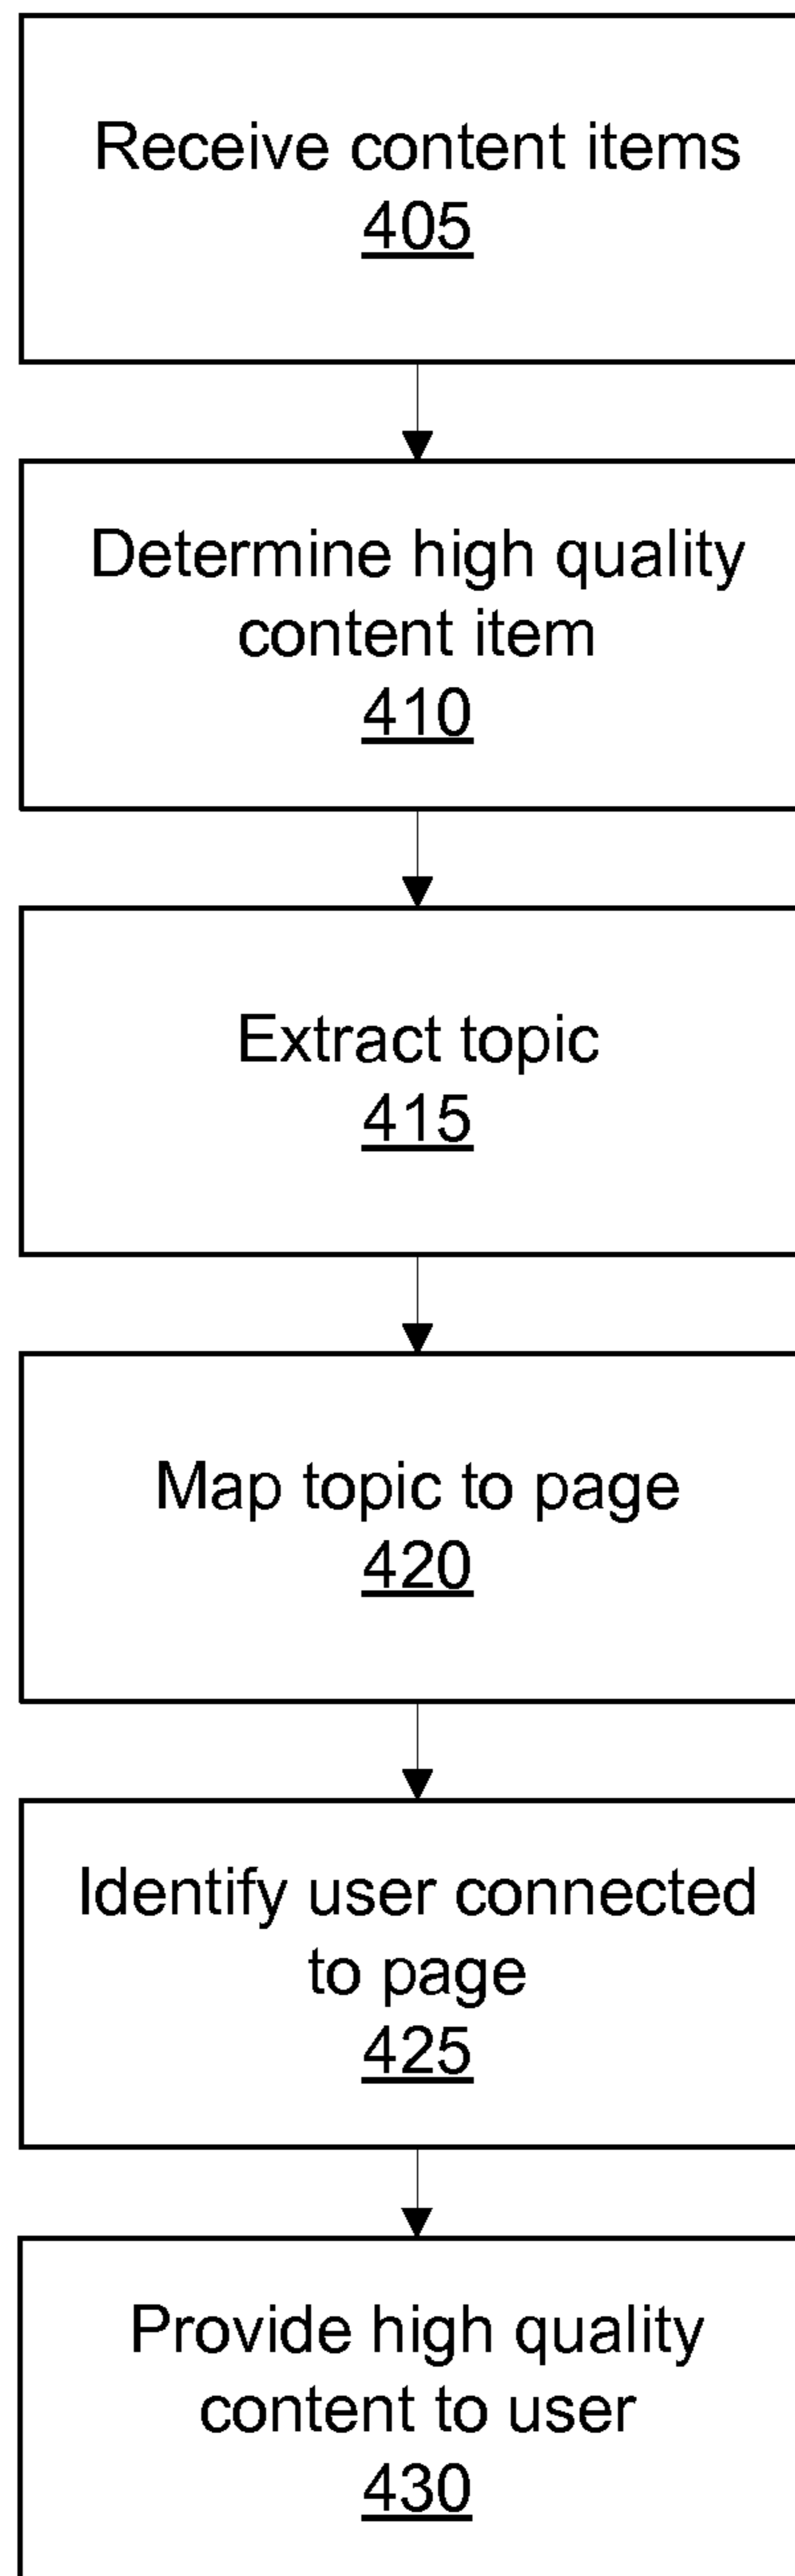 Receive content items
405
Determine high quality
content item
410
Extract topic
415
Map topic to page
420
Identify user connected
to page
425
Provide high quality
content to user
430